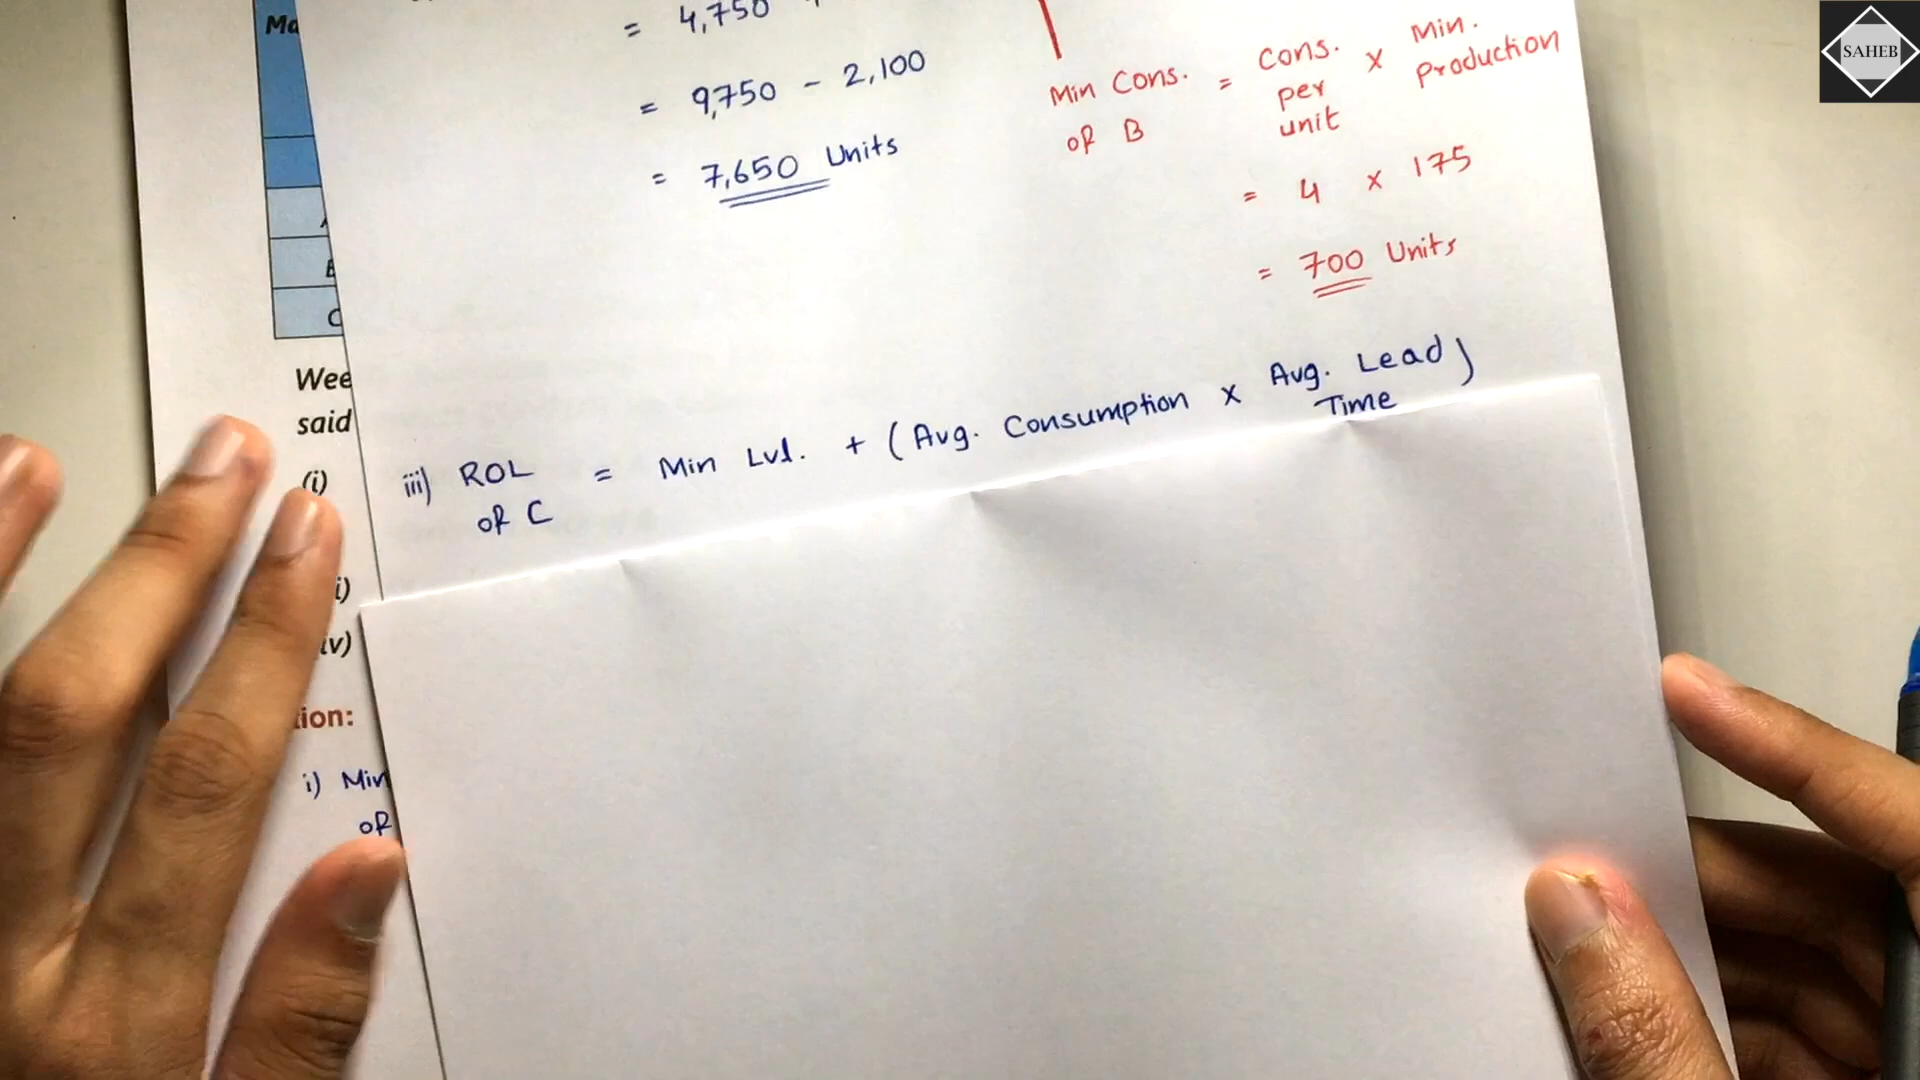 Ma
= 4,750
= 9,750 - 2,100
= 7,650 Units
Min Cons. of B = Cons. per unit x Min. Production
= 4 x 175
= 700 Units
C
Wee
said
(i)
iii) ROL of C = Min Lvl. + (Avg. Consumption x Avg. Lead Time)
i)
iv)
tion:
i) Min
of
SAHEB